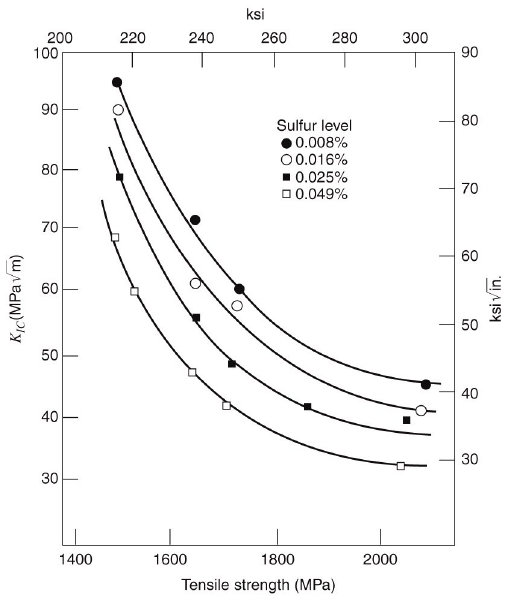 ksi
200 220 240 260 280 300
100
90
80
70
60
50
40
30
K_IC (MPa√m)
90
80
70
60
50
40
30
ksi√in.
Sulfur level
● 0.008%
○ 0.016%
■ 0.025%
□ 0.049%
1400 1600 1800 2000
Tensile strength (MPa)